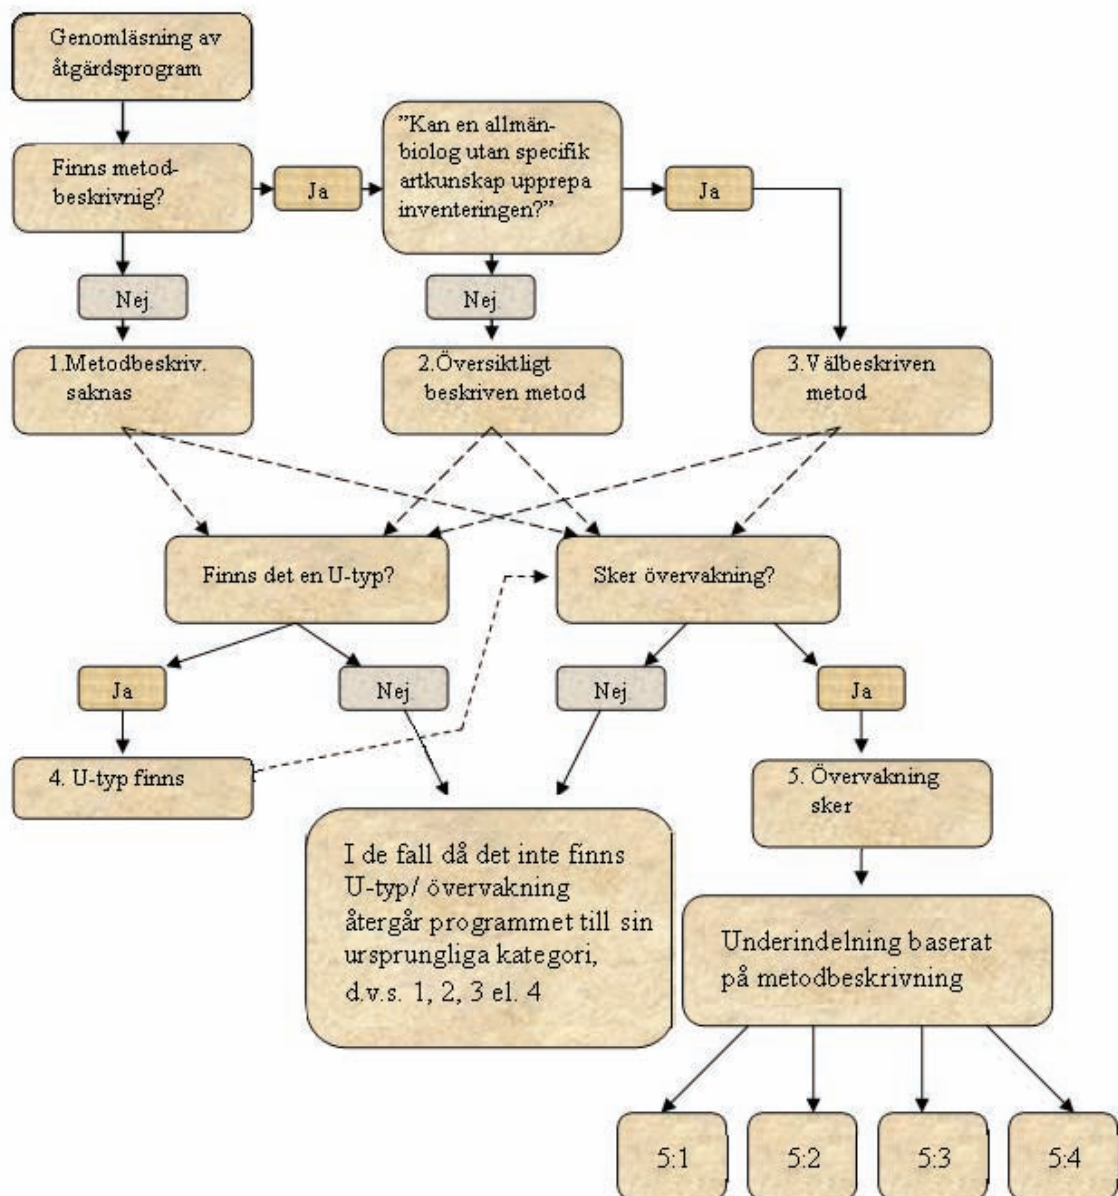 Genomläsning av
åtgärdsprogram
Finns metod-
beskrivnig?
Ja
”Kan en allmän-
biolog utan specifik
artkunskap upprepa
inventeringen?”
Ja
Nej
Nej
1.Metodbeskriv.
saknas
2.Översiktligt
beskriven metod
3.Välbeskriven
metod
Finns det en U-typ?
Sker övervakning?
Ja
Nej
Nej
Ja
4. U-typ finns
5. Övervakning
sker
I de fall då det inte finns
U-typ/ övervakning
återgår programmet till sin
ursprungliga kategori,
d.v.s. 1, 2, 3 el. 4
Underindelning baserat
på metodbeskrivning
5:1
5:2
5:3
5:4